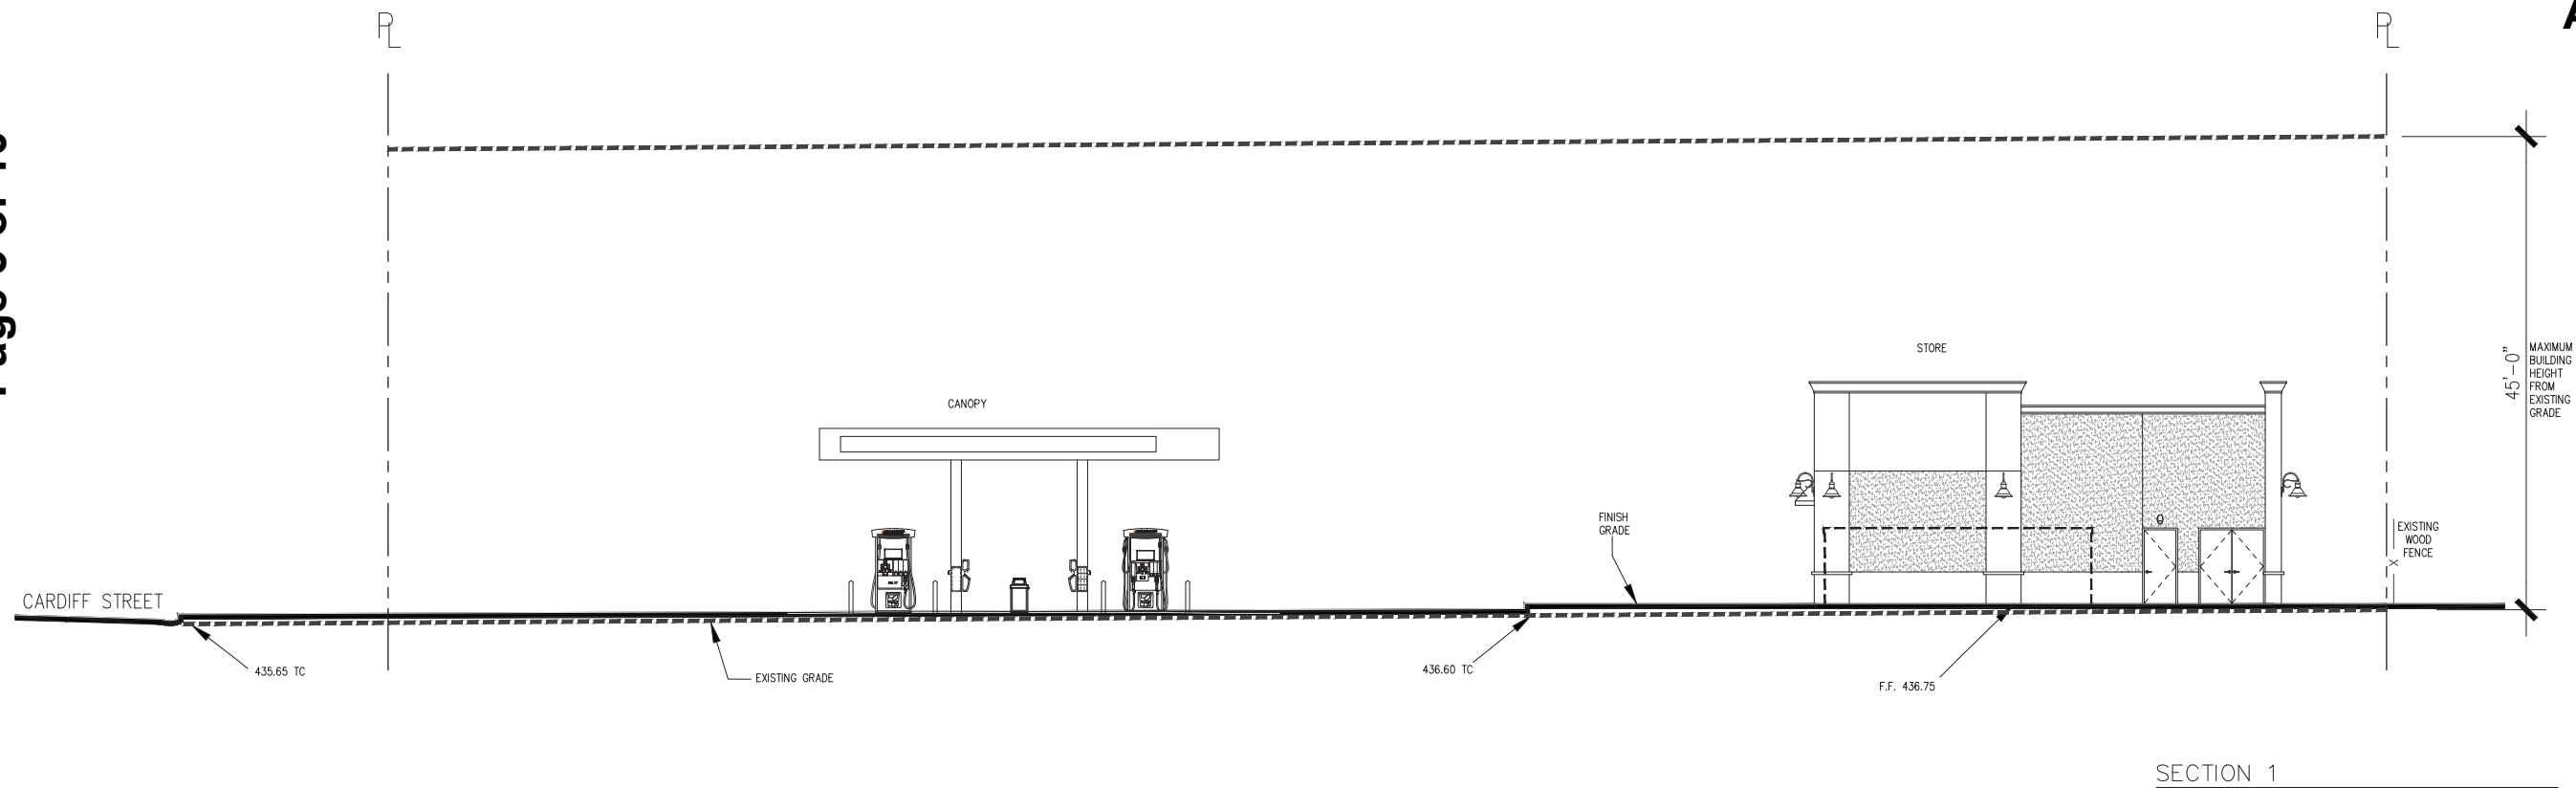 PL
PL
STORE
CANOPY
45'-0"
MAXIMUM
BUILDING
HEIGHT
FROM
EXISTING
GRADE
FINISH
GRADE
EXISTING
WOOD
FENCE
X
CARDIFF STREET
435.65 TC
EXISTING GRADE
436.60 TC
F.F. 436.75
SECTION 1